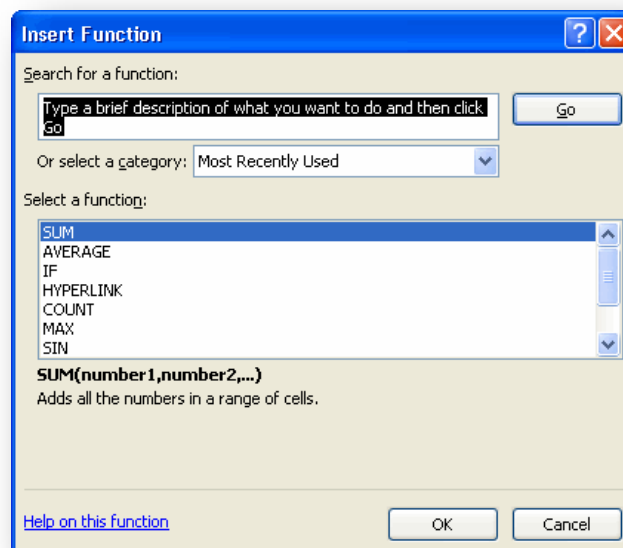 Insert Function
Search for a function:
Type a brief description of what you want to do and then click
Go
Go
Or select a category: Most Recently Used
Select a function:
SUM
AVERAGE
IF
HYPERLINK
COUNT
MAX
SIN
SUM(number1,number2,...)
Adds all the numbers in a range of cells.
Help on this function
OK
Cancel